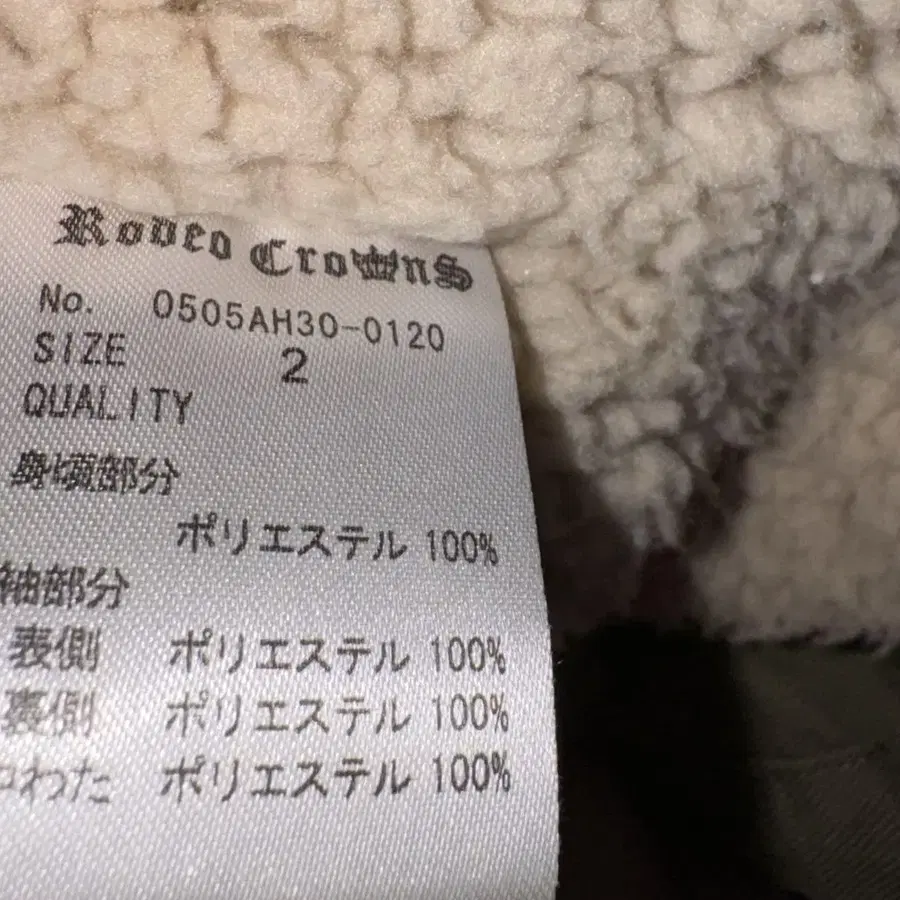 Rodeo Crowns
No. 0505AH30-0120
SIZE 2
QUALITY
身頃部分
ポリエステル 100%
袖部分
表側 ポリエステル 100%
裏側 ポリエステル 100%
中わた ポリエステル 100%